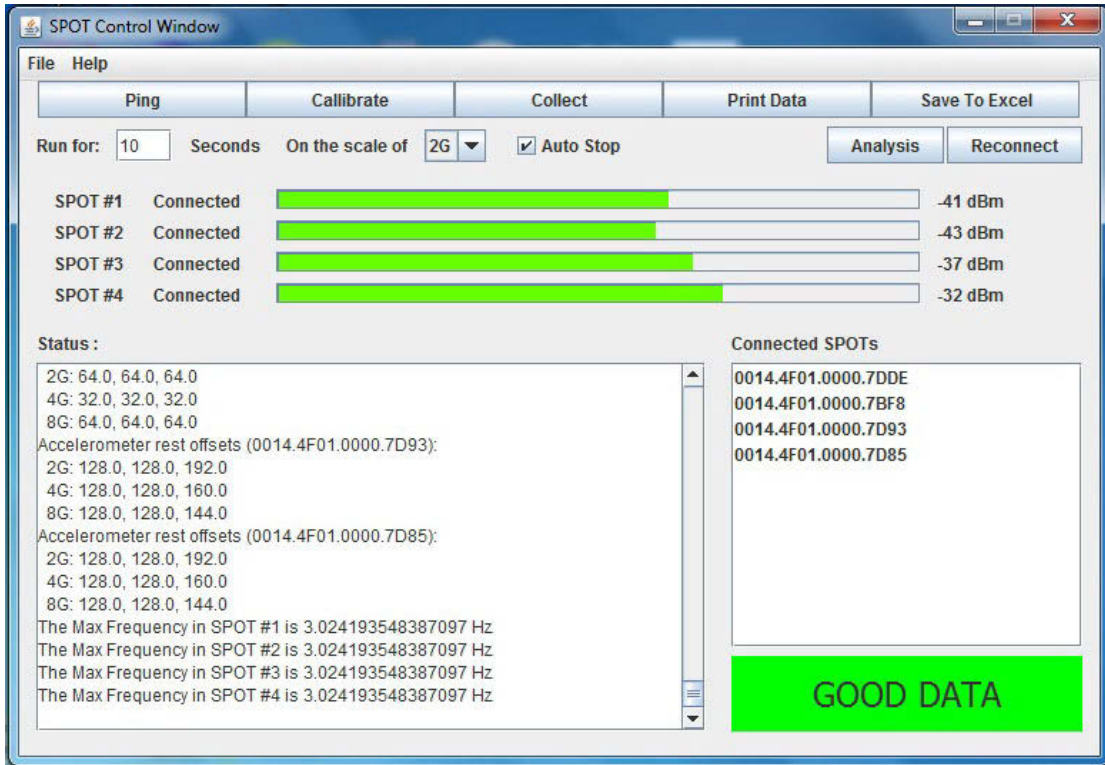 SPOT Control Window
File Help
Ping Callibrate Collect Print Data Save To Excel
Run for: 10 Seconds On the scale of 2G Auto Stop Analysis Reconnect
SPOT #1 Connected -41 dBm
SPOT #2 Connected -43 dBm
SPOT #3 Connected -37 dBm
SPOT #4 Connected -32 dBm
Status :
2G: 64.0, 64.0, 64.0
4G: 32.0, 32.0, 32.0
8G: 64.0, 64.0, 64.0
Accelerometer rest offsets (0014.4F01.0000.7D93):
2G: 128.0, 128.0, 192.0
4G: 128.0, 128.0, 160.0
8G: 128.0, 128.0, 144.0
Accelerometer rest offsets (0014.4F01.0000.7D85):
2G: 128.0, 128.0, 192.0
4G: 128.0, 128.0, 160.0
8G: 128.0, 128.0, 144.0
The Max Frequency in SPOT #1 is 3.024193548387097 Hz
The Max Frequency in SPOT #2 is 3.024193548387097 Hz
The Max Frequency in SPOT #3 is 3.024193548387097 Hz
The Max Frequency in SPOT #4 is 3.024193548387097 Hz
Connected SPOTs
0014.4F01.0000.7DDE
0014.4F01.0000.7BF8
0014.4F01.0000.7D93
0014.4F01.0000.7D85
GOOD DATA